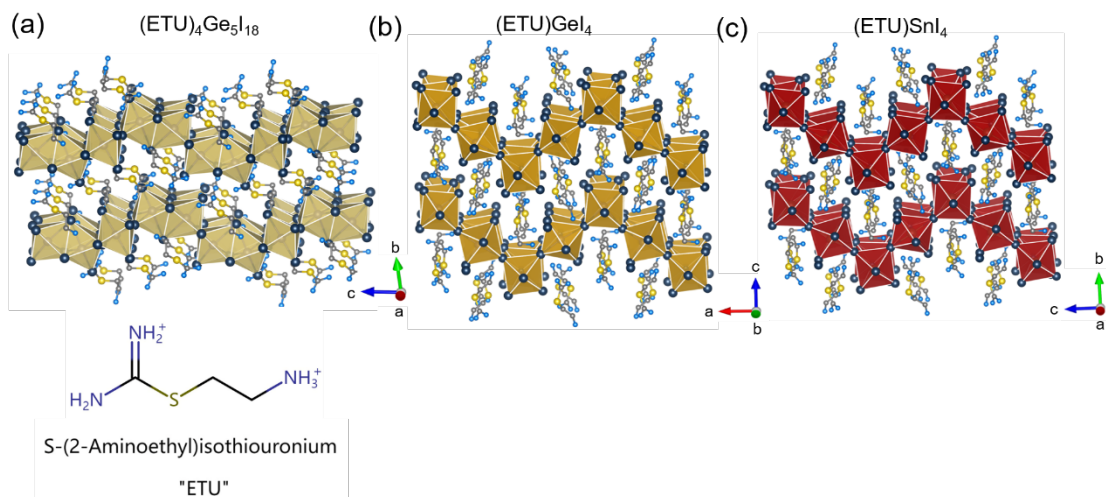 (a) (ETU)₄Ge₅I₁₈
(b) (ETU)GeI₄
(c) (ETU)SnI₄
b
c
a
c
a
b
b
c
a
NH₂⁺
H₂N
S
NH₃⁺
S-(2-Aminoethyl)isothiouronium
"ETU"